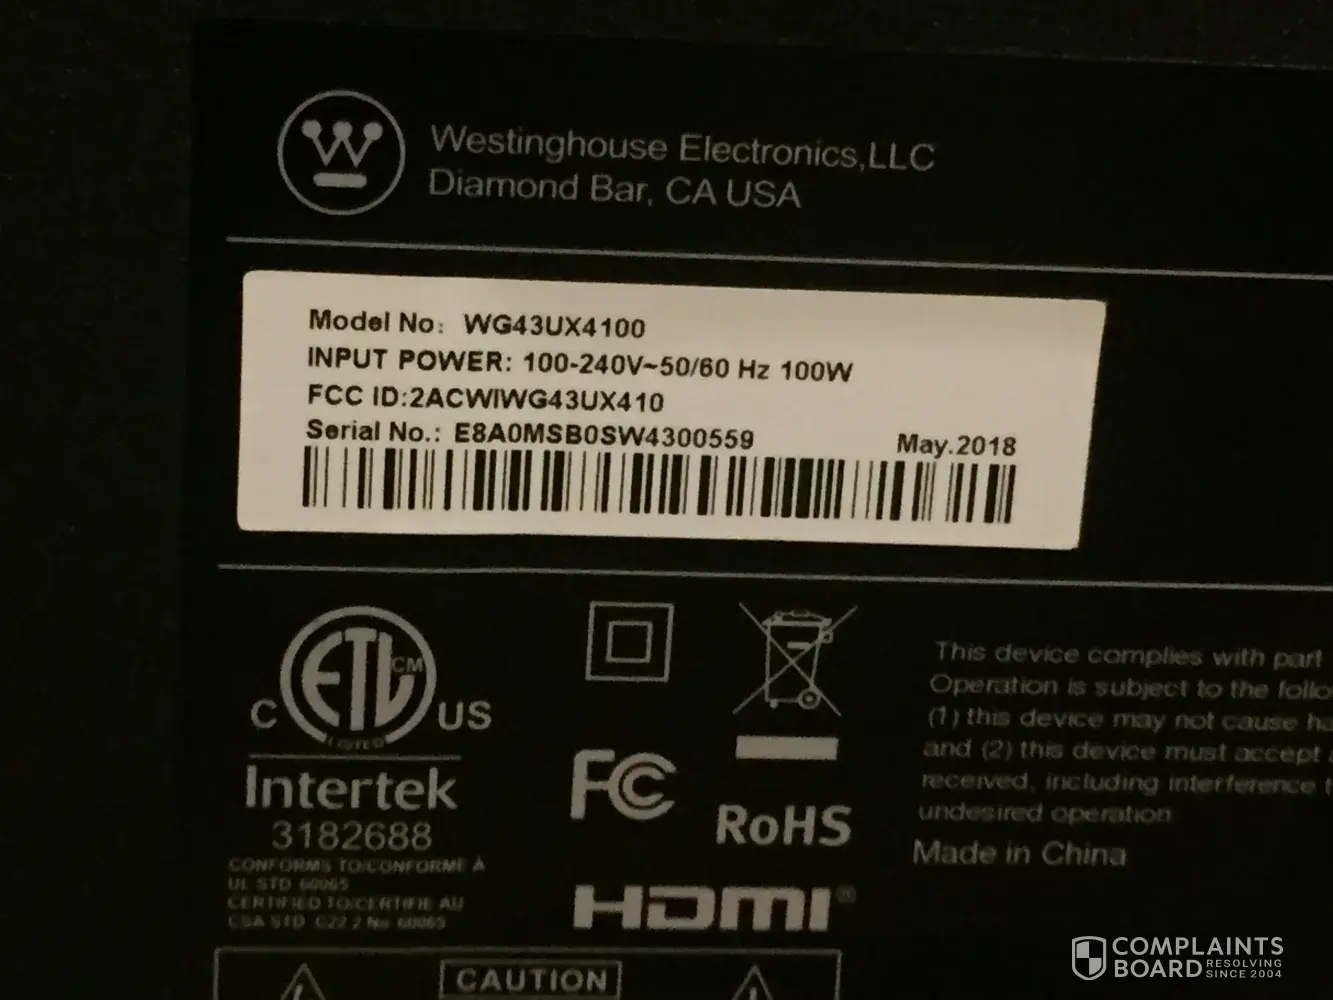 Westinghouse Electronics,LLC
Diamond Bar, CA USA
Model No: WG43UX4100
INPUT POWER: 100-240V~50/60 Hz 100W
FCC ID:2ACWIWG43UX410
Serial No.: E8A0MSB0SW4300559 May.2018
ETL CM
C US
LISTED
Intertek
3182688
CONFORMS TO/CONFORME À
UL STD 60065
CERTIFIED TO/CERTIFIE AU
CSA STD C22.2 No 60065
FC
RoHS
HDMI®
This device complies with part
Operation is subject to the follo
(1) this device may not cause ha
and (2) this device must accept
received, including interference t
undesired operation
Made in China
CAUTION
COMPLAINTS
BOARD RESOLVING
SINCE 2004